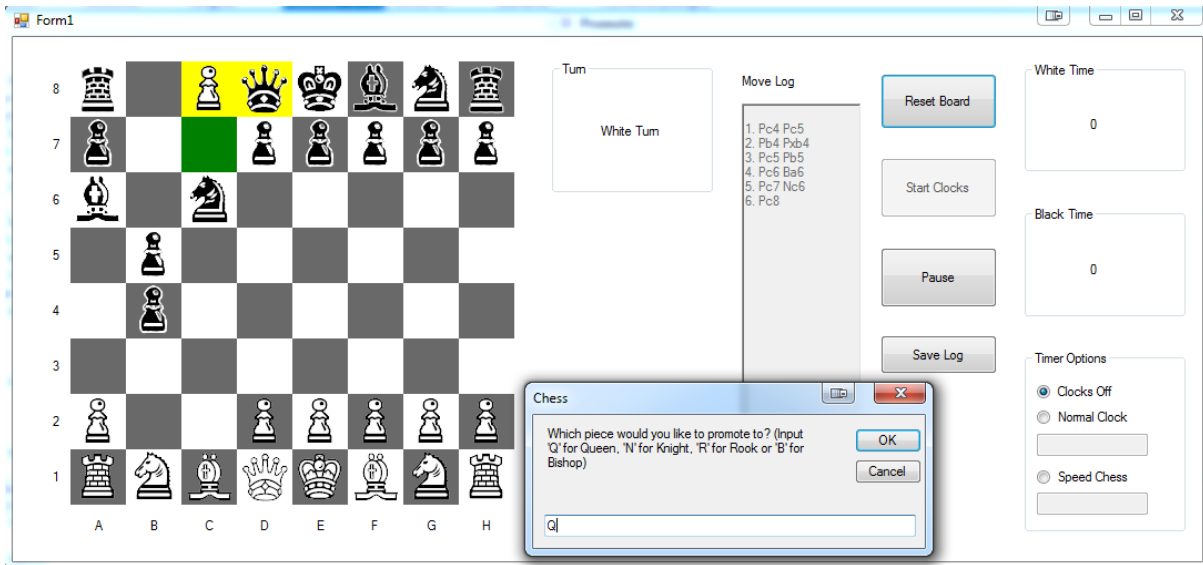 Form1
8
7
6
5
4
3
2
1
A B C D E F G H
Turn
White Turn
Move Log
1. Pc4 Pc5
2. Pb4 Pxb4
3. Pc5 Pb5
4. Pc6 Ba6
5. Pc7 Nc6
6. Pc8
Reset Board
Start Clocks
Pause
Save Log
White Time
0
Black Time
0
Timer Options
Clocks Off
Normal Clock
Speed Chess
Chess
Which piece would you like to promote to? (Input
'Q' for Queen, 'N' for Knight, 'R' for Rook or 'B' for
Bishop)
OK
Cancel
Q